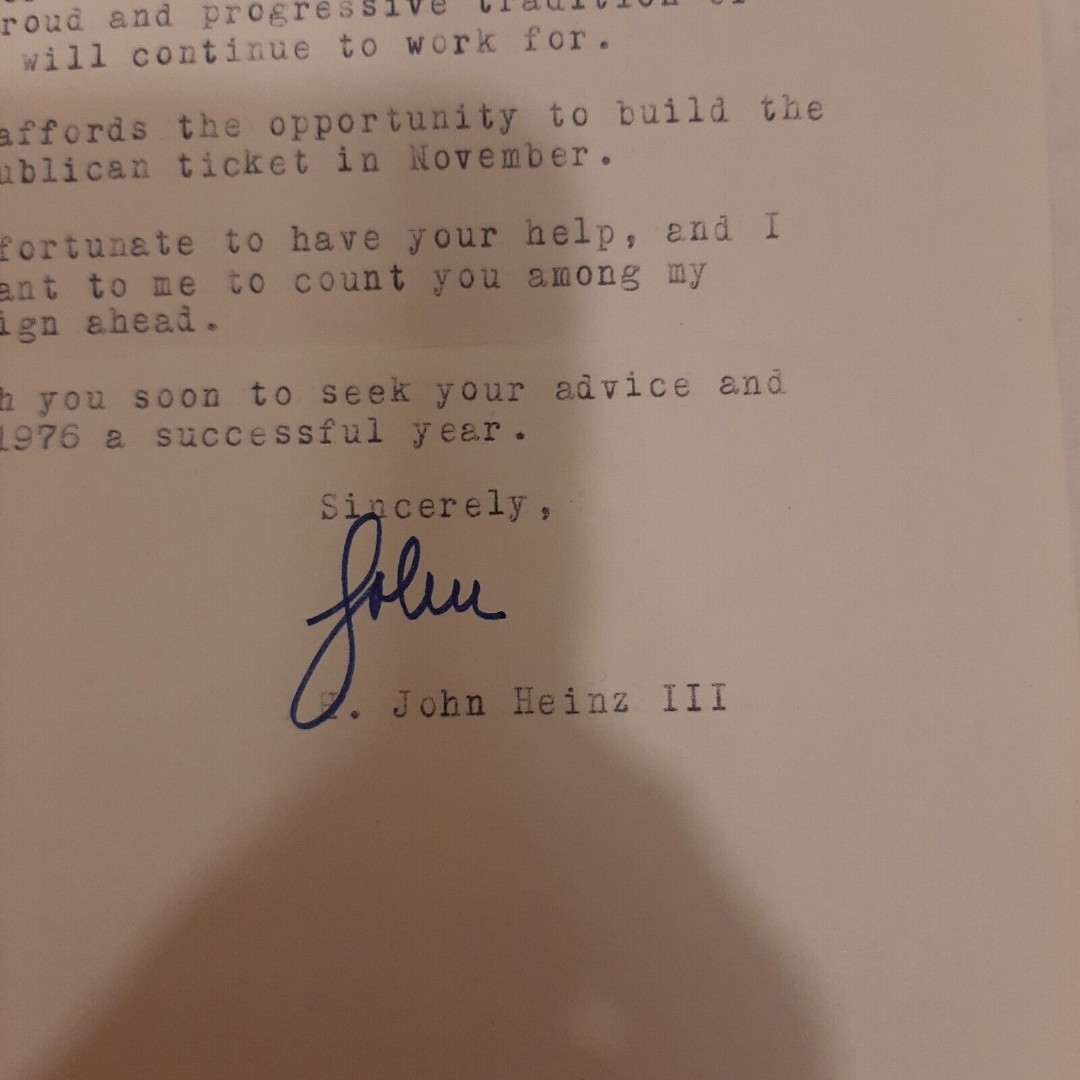 roud and progressive tradition of
will continue to work for.
affords the opportunity to build the
ublican ticket in November.
fortunate to have your help, and I
ant to me to count you among my
ign ahead.
h you soon to seek your advice and
1976 a successful year.
Sincerely,
John
H. John Heinz III